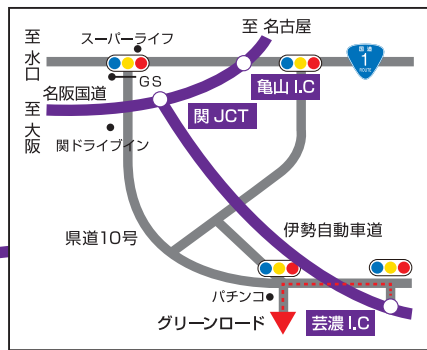 至 名古屋
スーパーライフ
至 水口
国道
1
ROUTE
GS
亀山 I.C
名阪国道
関 JCT
至 大阪
関ドライブイン
伊勢自動車道
県道10号
パチンコ
グリーンロード
芸濃 I.C